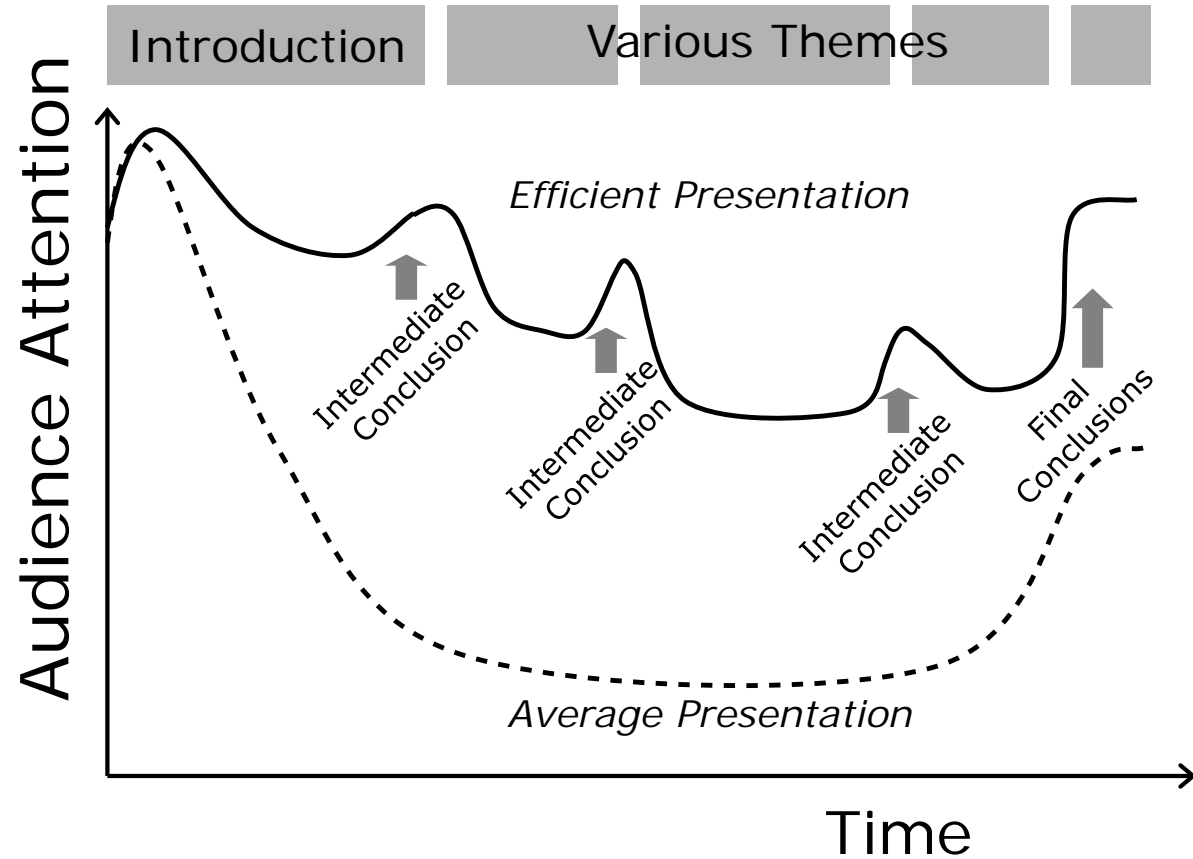 Introduction
Various Themes
Audience Attention
Efficient Presentation
Intermediate
Conclusion
Intermediate
Conclusion
Intermediate
Conclusion
Final
Conclusions
Average Presentation
Time